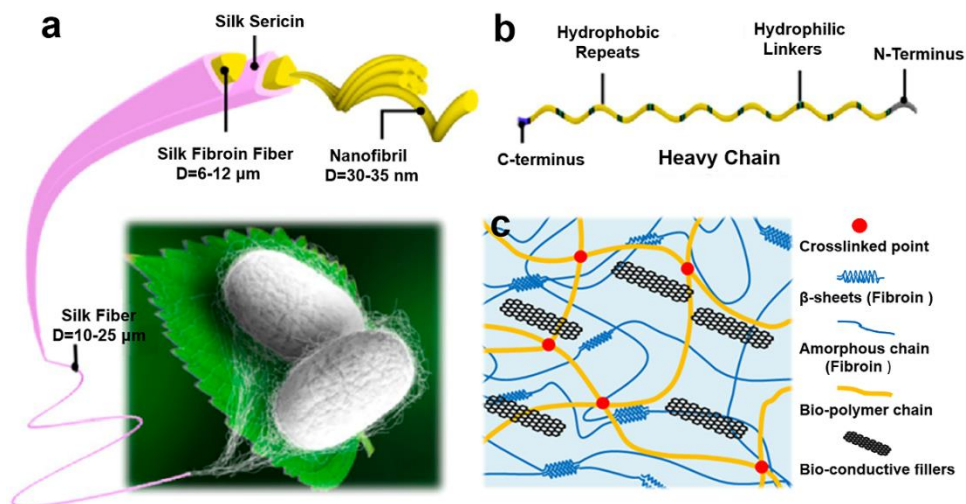 a
Silk Sericin
Silk Fibroin Fiber
D=6-12 μm
Nanofibril
D=30-35 nm
Silk Fiber
D=10-25 μm
b
Hydrophobic
Repeats
Hydrophilic
Linkers
N-Terminus
C-terminus
Heavy Chain
c
Crosslinked point
β-sheets (Fibroin )
Amorphous chain
(Fibroin )
Bio-polymer chain
Bio-conductive fillers